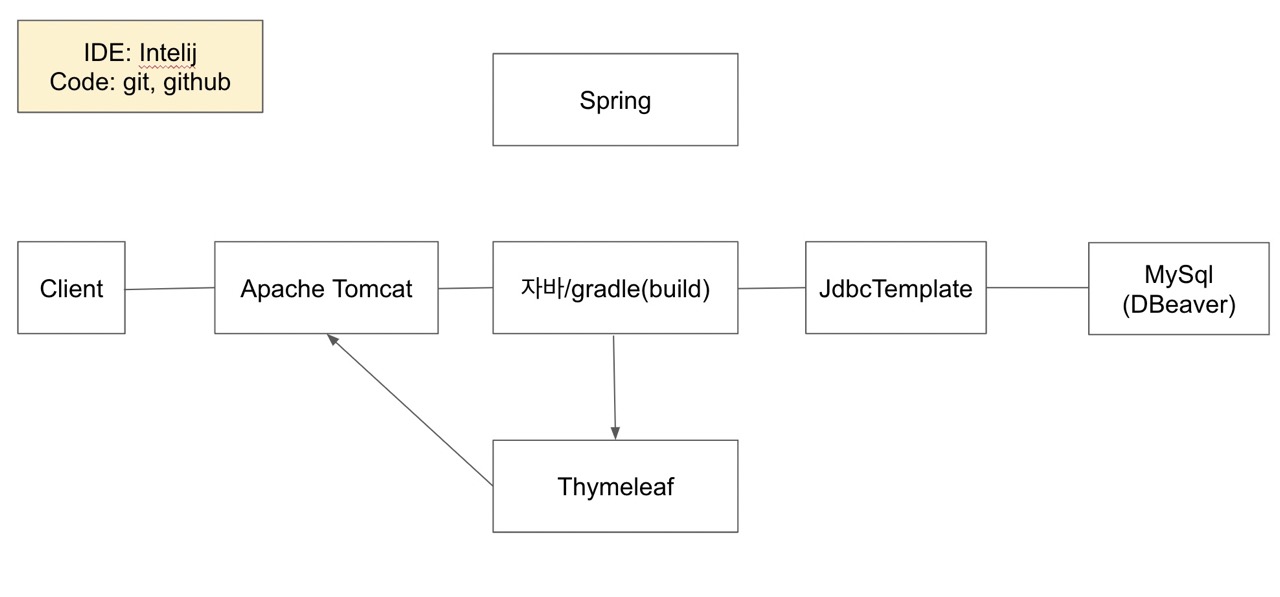 IDE: Intelij
Code: git, github
Spring
Client
Apache Tomcat
자바/gradle(build)
JdbcTemplate
MySql
(DBeaver)
Thymeleaf